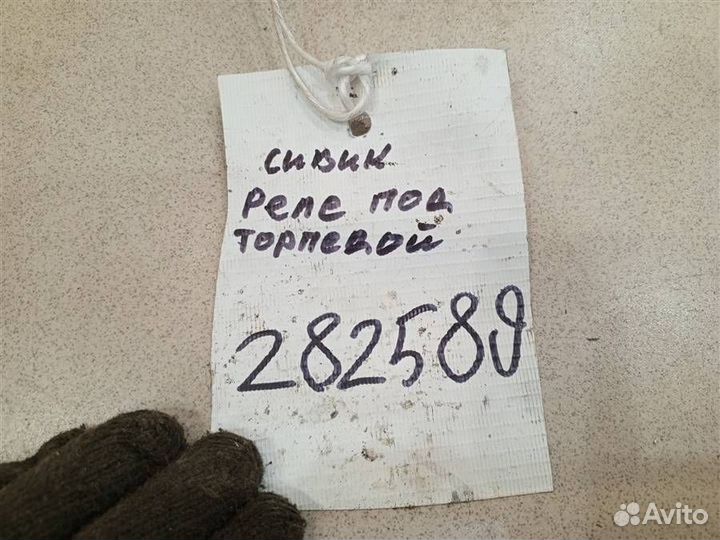 сивик
Реле под
торпедой
282589
Avito